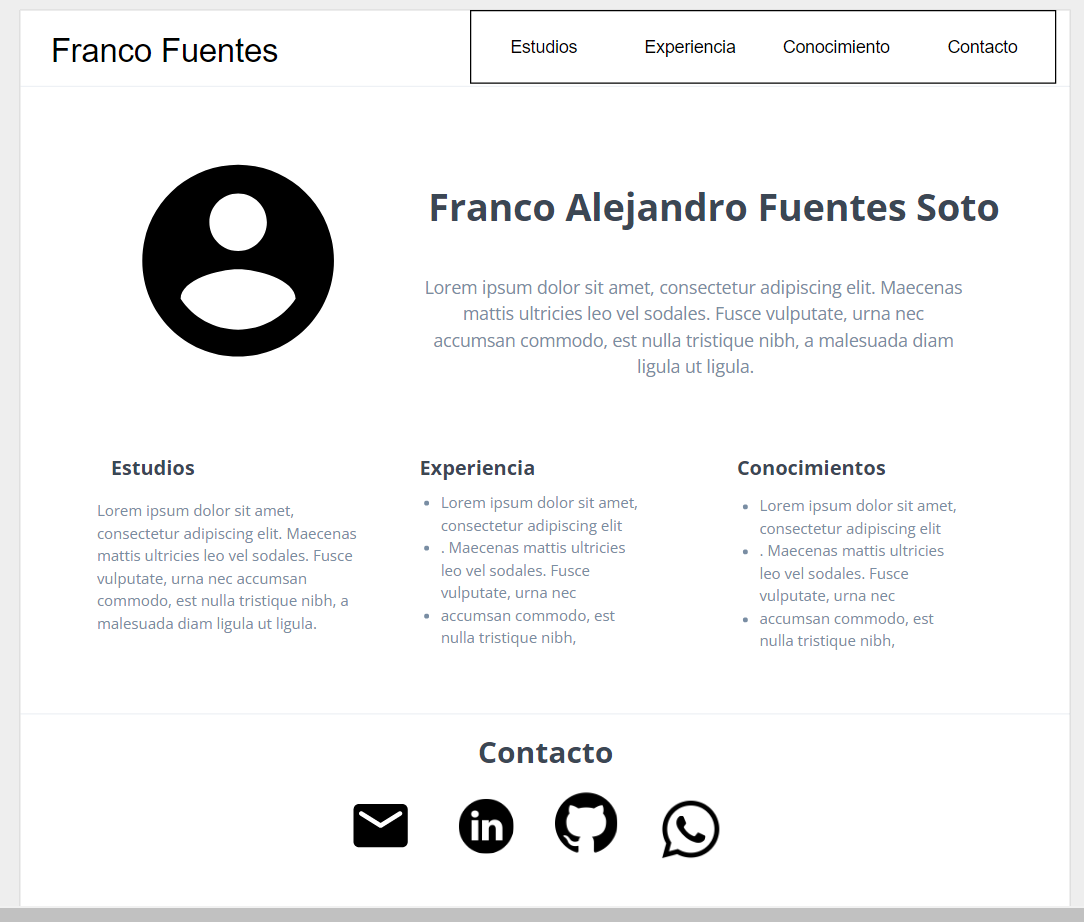 Franco Fuentes
Estudios Experiencia Conocimiento Contacto
Franco Alejandro Fuentes Soto
Lorem ipsum dolor sit amet, consectetur adipiscing elit. Maecenas
mattis ultricies leo vel sodales. Fusce vulputate, urna nec
accumsan commodo, est nulla tristique nibh, a malesuada diam
ligula ut ligula.
Estudios
Lorem ipsum dolor sit amet,
consectetur adipiscing elit. Maecenas
mattis ultricies leo vel sodales. Fusce
vulputate, urna nec accumsan
commodo, est nulla tristique nibh, a
malesuada diam ligula ut ligula.
Experiencia
• Lorem ipsum dolor sit amet,
consectetur adipiscing elit
• . Maecenas mattis ultricies
leo vel sodales. Fusce
vulputate, urna nec
• accumsan commodo, est
nulla tristique nibh,
Conocimientos
• Lorem ipsum dolor sit amet,
consectetur adipiscing elit
• . Maecenas mattis ultricies
leo vel sodales. Fusce
vulputate, urna nec
• accumsan commodo, est
nulla tristique nibh,
Contacto
in